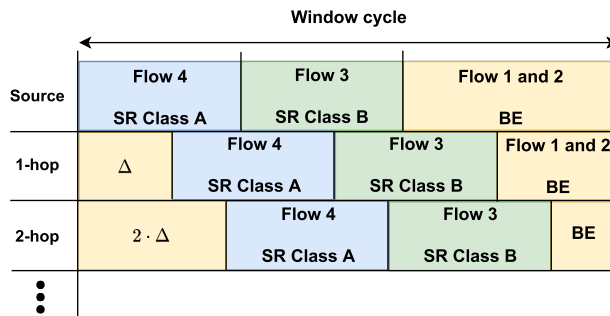 Window cycle
Source
Flow 4
SR Class A
Flow 3
SR Class B
Flow 1 and 2
BE
1-hop
Δ
Flow 4
SR Class A
Flow 3
SR Class B
Flow 1 and 2
BE
2-hop
2 · Δ
Flow 4
SR Class A
Flow 3
SR Class B
BE